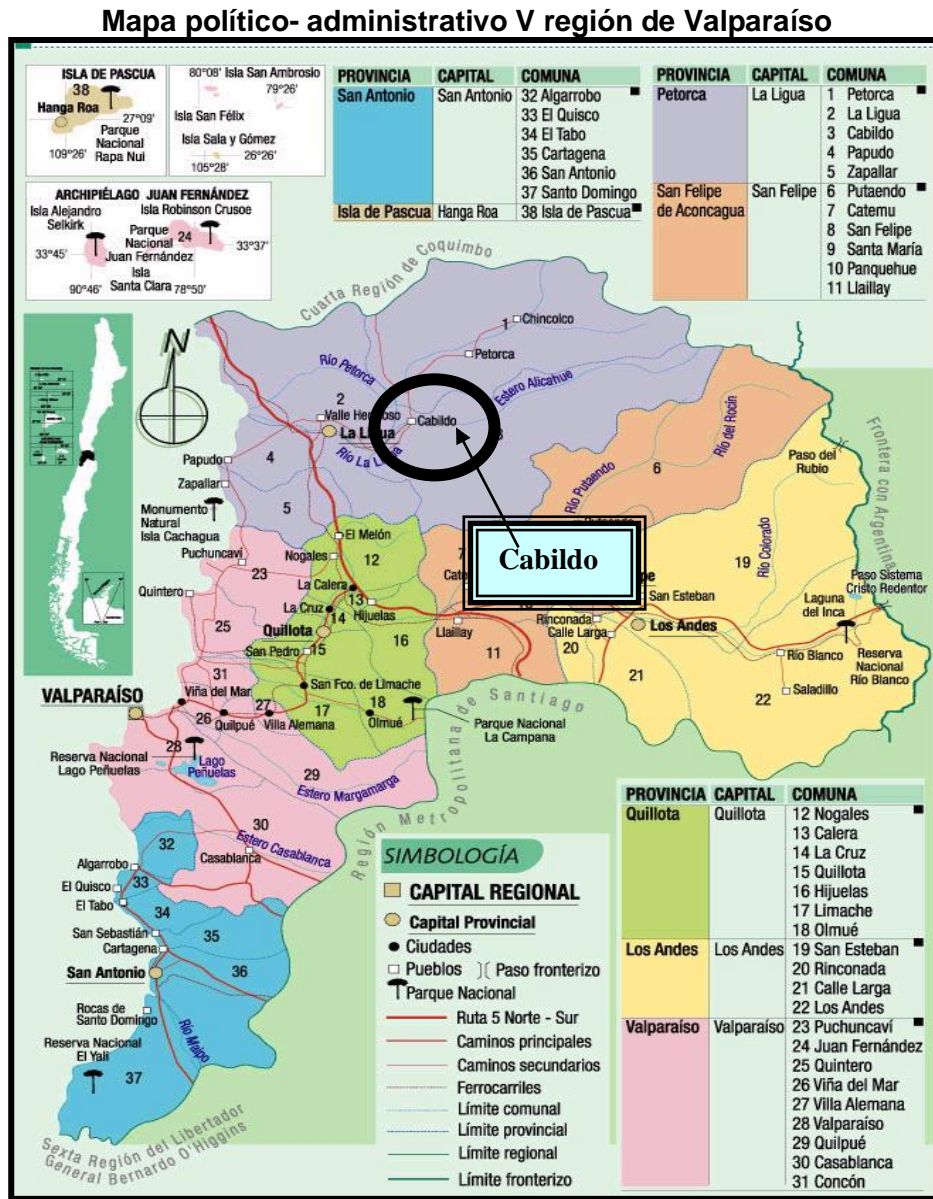 Mapa político- administrativo V región de Valparaíso
ISLA DE PASCUA
38
Hanga Roa
27°09'
Parque
Nacional
Rapa Nui
109°26'
80°08' Isla San Ambrosio
79°26'
Isla San Félix
Isla Sala y Gómez
26°26'
105°28'
ARCHIPIÉLAGO JUAN FERNÁNDEZ
Isla Alejandro
Selkirk
Isla Robinson Crusoe
Parque
Nacional
Juan Fernández
24
33°37'
33°45'
Isla
Santa Clara
90°46'
78°50'
PROVINCIA CAPITAL COMUNA
San Antonio San Antonio 32 Algarrobo
33 El Quisco
34 El Tabo
35 Cartagena
36 San Antonio
37 Santo Domingo
Isla de Pascua Hanga Roa 38 Isla de Pascua
PROVINCIA CAPITAL COMUNA
Petorca La Ligua 1 Petorca
2 La Ligua
3 Cabildo
4 Papudo
5 Zapallar
San Felipe de Aconcagua San Felipe 6 Putaendo
7 Catemu
8 San Felipe
9 Santa María
10 Panquehue
11 Llaillay
Cuarta Región de Coquimbo
N
1
Chincolco
Petorca
Río Petorca
Estero Alicahue
2
Valle Hermoso
La Ligua
Cabildo
Río La Ligua
Río del Rocín
Papudo
4
6
Paso del
Rubio
Frontera con Argentina
Zapallar
Río Putaendo
Monumento
Natural
Isla Cachagua
5
El Melón
Cabildo
Puchuncaví
Nogales
12
7
19
Río Colorado
23
Paso Sistema
Cristo Redentor
Quintero
La Calera
13
Hijuelas
San Esteban
Laguna
del Inca
La Cruz
14
Rinconada
Calle Larga
Los Andes
25
Quillota
16
Llaillay
20
Río Blanco
Reserva
Nacional
Río Blanco
San Pedro
15
11
21
31
San Fco. de Limache
22
Saladillo
VALPARAÍSO
Viña del Mar
26
Quilpué
27
Villa Alemana
17
18
Olmué
Parque Nacional
La Campana
Región Metropolitana de Santiago
28
Reserva Nacional
Lago Peñuelas
Lago
Peñuelas
29
Estero Margamarga
30
Estero Casablanca
Casablanca
32
Algarrobo
33
El Quisco
El Tabo
34
San Sebastián
Cartagena
35
San Antonio
36
Rocas de
Santo Domingo
Río Maipo
Reserva Nacional
El Yali
37
Sexta Región del Libertador
General Bernardo O'Higgins
SIMBOLOGÍA
CAPITAL REGIONAL
Capital Provincial
Ciudades
Pueblos Paso fronterizo
Parque Nacional
Ruta 5 Norte - Sur
Caminos principales
Caminos secundarios
Ferrocarriles
Límite comunal
Límite provincial
Límite regional
Límite fronterizo
PROVINCIA CAPITAL COMUNA
Quillota Quillota 12 Nogales
13 Calera
14 La Cruz
15 Quillota
16 Hijuelas
17 Limache
18 Olmué
Los Andes Los Andes 19 San Esteban
20 Rinconada
21 Calle Larga
22 Los Andes
Valparaíso Valparaíso 23 Puchuncaví
24 Juan Fernández
25 Quintero
26 Viña del Mar
27 Villa Alemana
28 Valparaíso
29 Quilpué
30 Casablanca
31 Concón